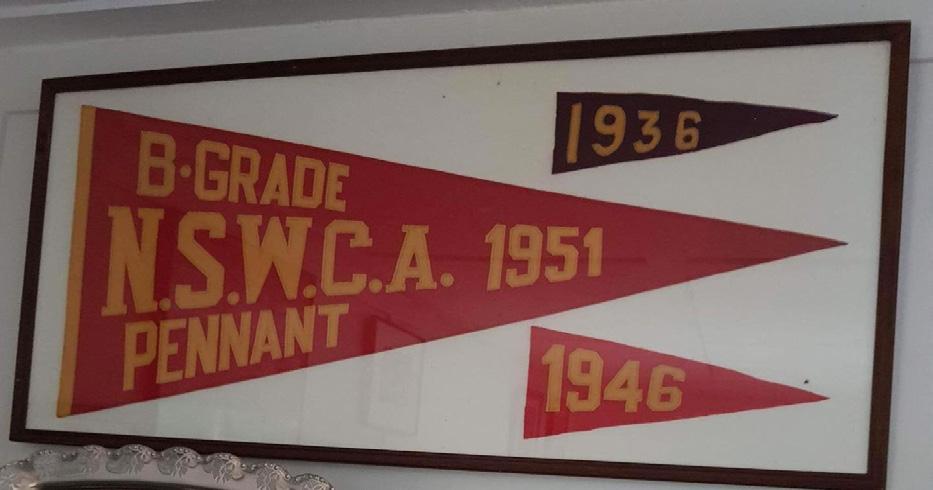 B·GRADE
N.S.W.C.A. 1951
PENNANT
1936
1946